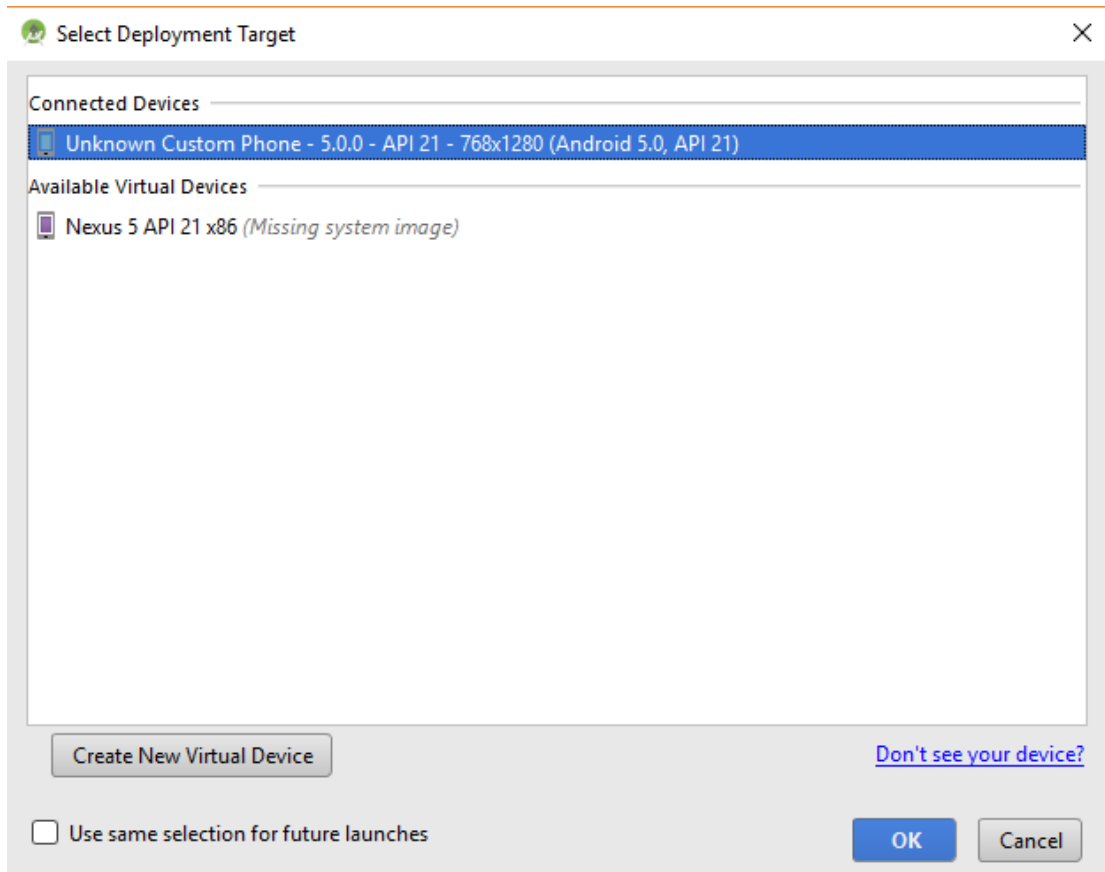 Select Deployment Target
Connected Devices
Unknown Custom Phone - 5.0.0 - API 21 - 768x1280 (Android 5.0, API 21)
Available Virtual Devices
Nexus 5 API 21 x86 (Missing system image)
Create New Virtual Device
Don't see your device?
Use same selection for future launches
OK
Cancel